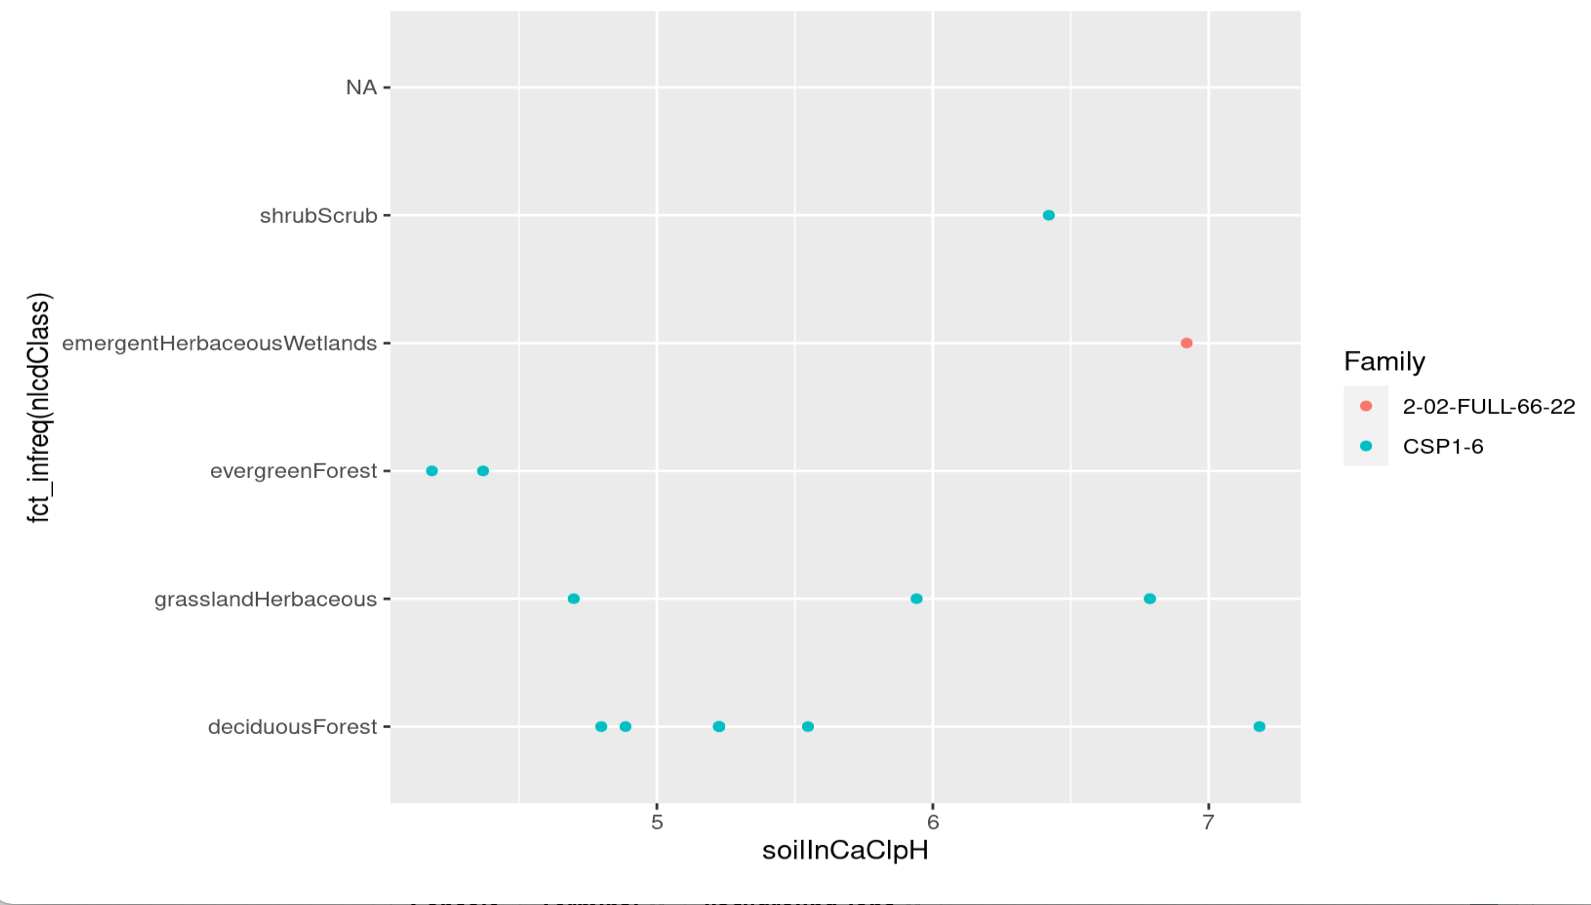 NA
shrubScrub
emergentHerbaceousWetlands
evergreenForest
grasslandHerbaceous
deciduousForest
fct_infreq(nlcdClass)
5 6 7
soilInCaClpH
Family
2-02-FULL-66-22
CSP1-6